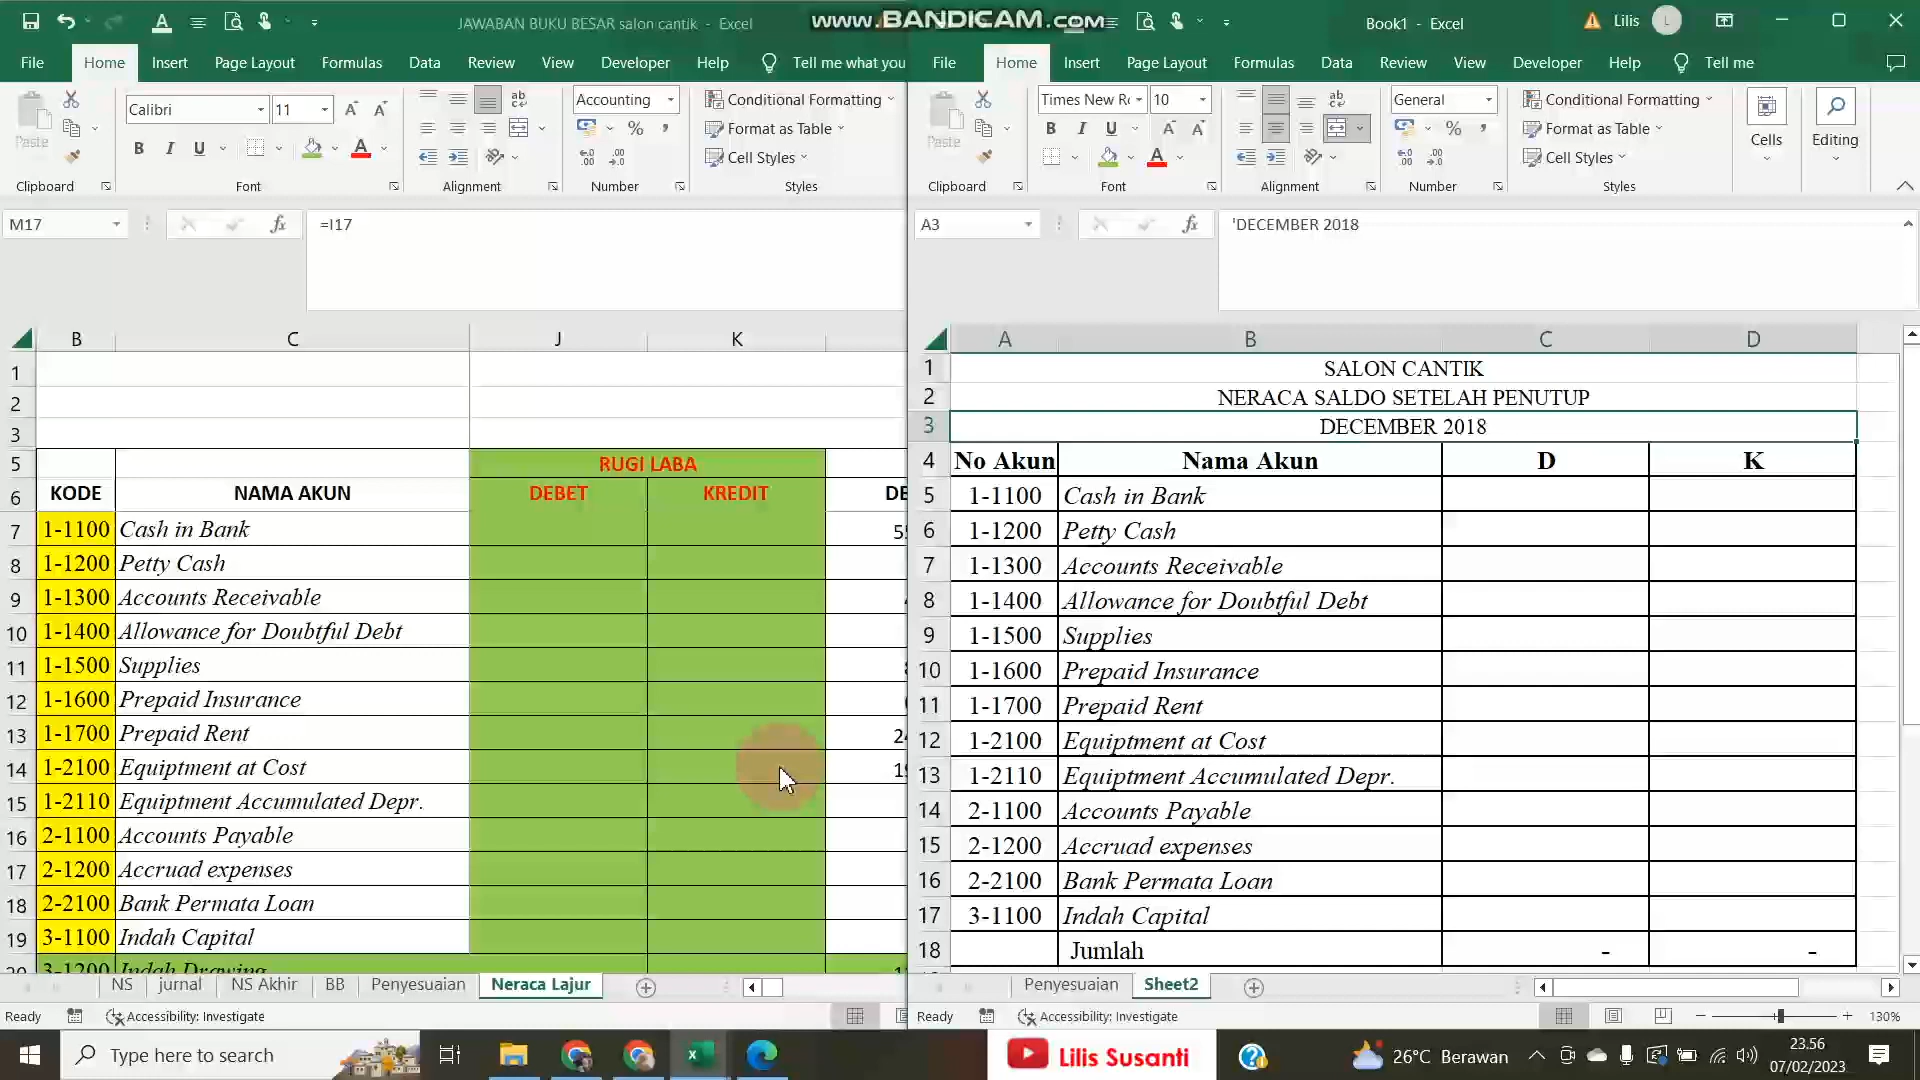 JAWABAN BUKU BESAR salon cantik - Excel
www.BANDICAM.com
Book1 - Excel
Lilis
L
File Home Insert Page Layout Formulas Data Review View Developer Help Tell me what you
File Home Insert Page Layout Formulas Data Review View Developer Help Tell me
Paste
Calibri 11
Accounting
Conditional Formatting
Format as Table
Cell Styles
Clipboard Font Alignment Number Styles
Paste
10
General
Conditional Formatting
Format as Table
Cell Styles
Cells
Editing
Clipboard Font Alignment Number Styles
M17 fx =I17
A3 fx 'DECEMBER 2018
B C J K
1
2
3
5 RUGI LABA
6 KODE NAMA AKUN DEBET KREDIT
7 1-1100 Cash in Bank
8 1-1200 Petty Cash
9 1-1300 Accounts Receivable
10 1-1400 Allowance for Doubtful Debt
11 1-1500 Supplies
12 1-1600 Prepaid Insurance
13 1-1700 Prepaid Rent
14 1-2100 Equiptment at Cost
15 1-2110 Equiptment Accumulated Depr.
16 2-1100 Accounts Payable
17 2-1200 Accruad expenses
18 2-2100 Bank Permata Loan
19 3-1100 Indah Capital
20 3-1200 Indah Drawing
A B C D
1 SALON CANTIK
2 NERACA SALDO SETELAH PENUTUP
3 DECEMBER 2018
4 No Akun Nama Akun D K
5 1-1100 Cash in Bank
6 1-1200 Petty Cash
7 1-1300 Accounts Receivable
8 1-1400 Allowance for Doubtful Debt
9 1-1500 Supplies
10 1-1600 Prepaid Insurance
11 1-1700 Prepaid Rent
12 1-2100 Equiptment at Cost
13 1-2110 Equiptment Accumulated Depr.
14 2-1100 Accounts Payable
15 2-1200 Accruad expenses
16 2-2100 Bank Permata Loan
17 3-1100 Indah Capital
18 Jumlah - -
NS jurnal NS Akhir BB Penyesuaian Neraca Lajur
Penyesuaian Sheet2
Ready Accessibility: Investigate
Ready Accessibility: Investigate 130%
Type here to search
Lilis Susanti
26°C Berawan
23.56
07/02/2023